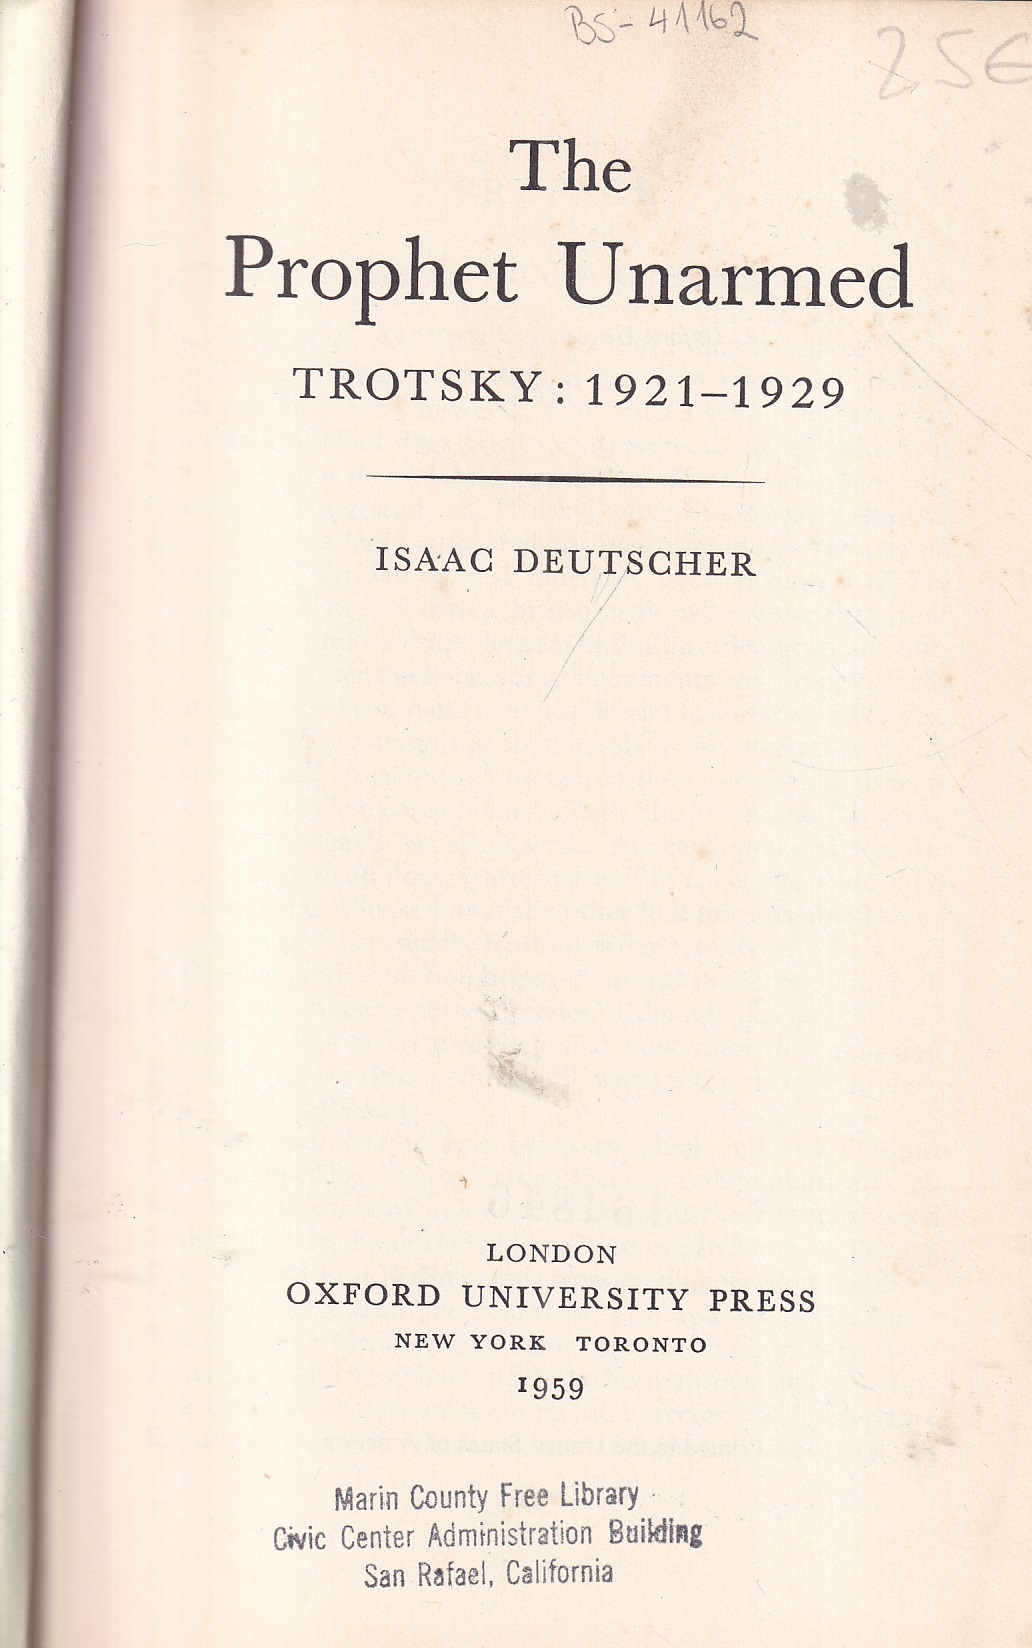 BS-41162
25€
The
Prophet Unarmed
TROTSKY: 1921–1929
ISAAC DEUTSCHER
LONDON
OXFORD UNIVERSITY PRESS
NEW YORK TORONTO
1959
Marin County Free Library
Civic Center Administration Building
San Rafael, California